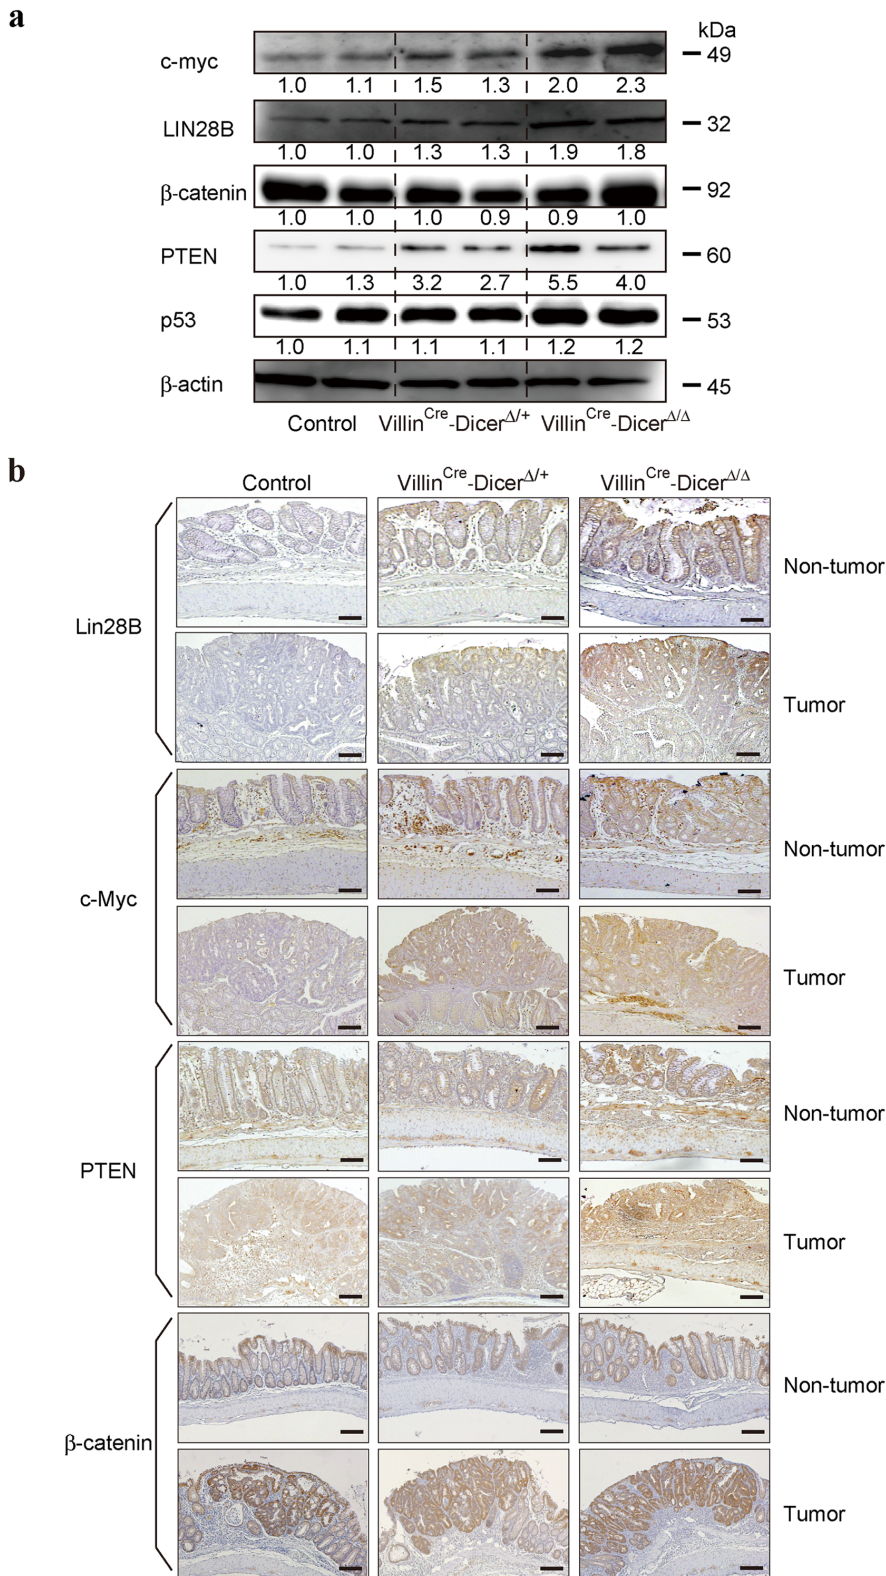 a
kDa
c-myc 49
1.0 1.1 1.5 1.3 2.0 2.3
LIN28B 32
1.0 1.0 1.3 1.3 1.9 1.8
β-catenin 92
1.0 1.0 1.0 0.9 0.9 1.0
PTEN 60
1.0 1.3 3.2 2.7 5.5 4.0
p53 53
1.0 1.1 1.1 1.1 1.2 1.2
β-actin 45
Control VillinCre-DicerΔ/+ VillinCre-DicerΔ/Δ
b
Control VillinCre-DicerΔ/+ VillinCre-DicerΔ/Δ
Lin28B
Non-tumor
Tumor
c-Myc
Non-tumor
Tumor
PTEN
Non-tumor
Tumor
β-catenin
Non-tumor
Tumor